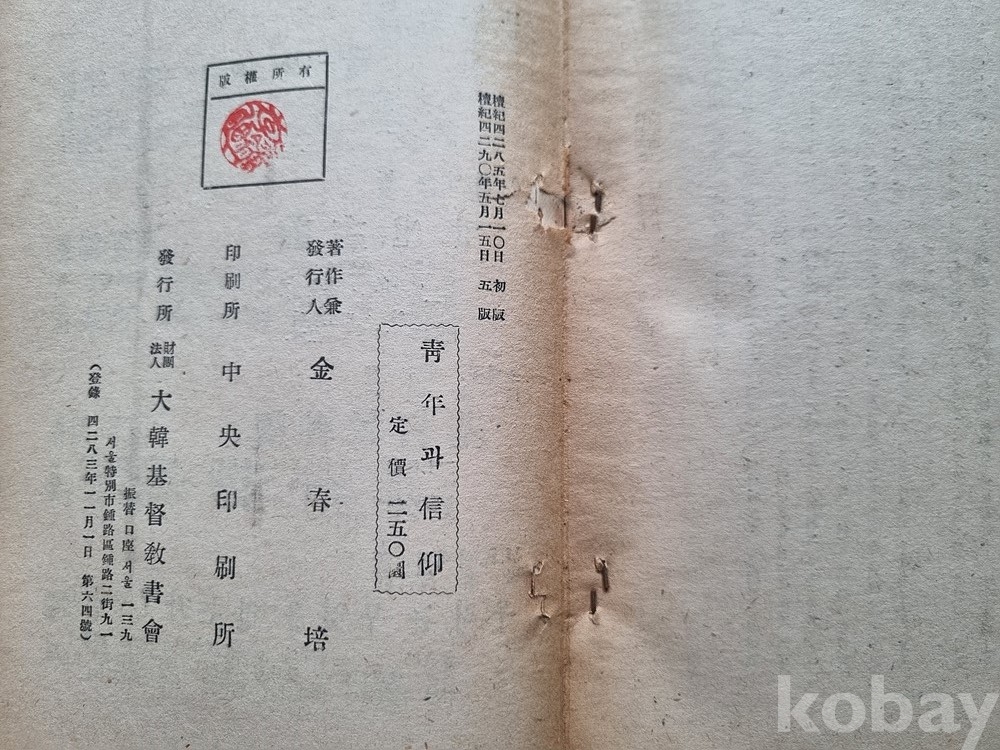 檀紀四二八五年七月一〇日 初版
檀紀四二九〇年五月一五日 五版
靑年과信仰
定價 二五〇圜
著作兼
發行人 金春培
印刷所 中央印刷所
發行所 財團法人 大韓基督敎書會
振替口座 서울 一三九
서울特別市鍾路區鍾路二街九一
(登錄 四二八三年一一月一日 第六四號)
版權所有
kobay